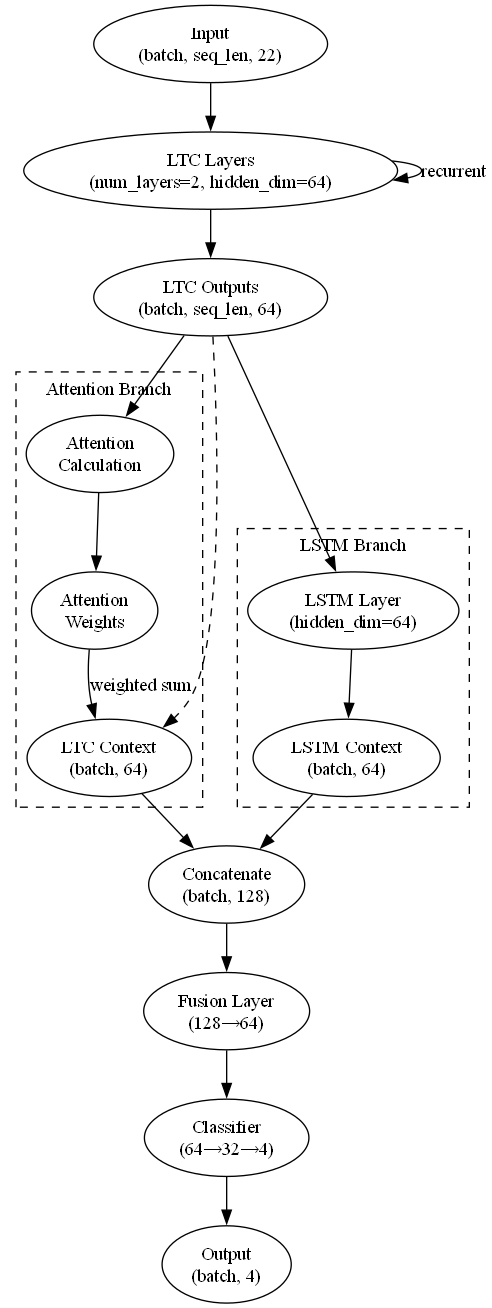 Input
(batch, seq_len, 22)
LTC Layers
(num_layers=2, hidden_dim=64)
recurrent
LTC Outputs
(batch, seq_len, 64)
Attention Branch
Attention
Calculation
Attention
Weights
weighted sum
LTC Context
(batch, 64)
LSTM Branch
LSTM Layer
(hidden_dim=64)
LSTM Context
(batch, 64)
Concatenate
(batch, 128)
Fusion Layer
(128→64)
Classifier
(64→32→4)
Output
(batch, 4)